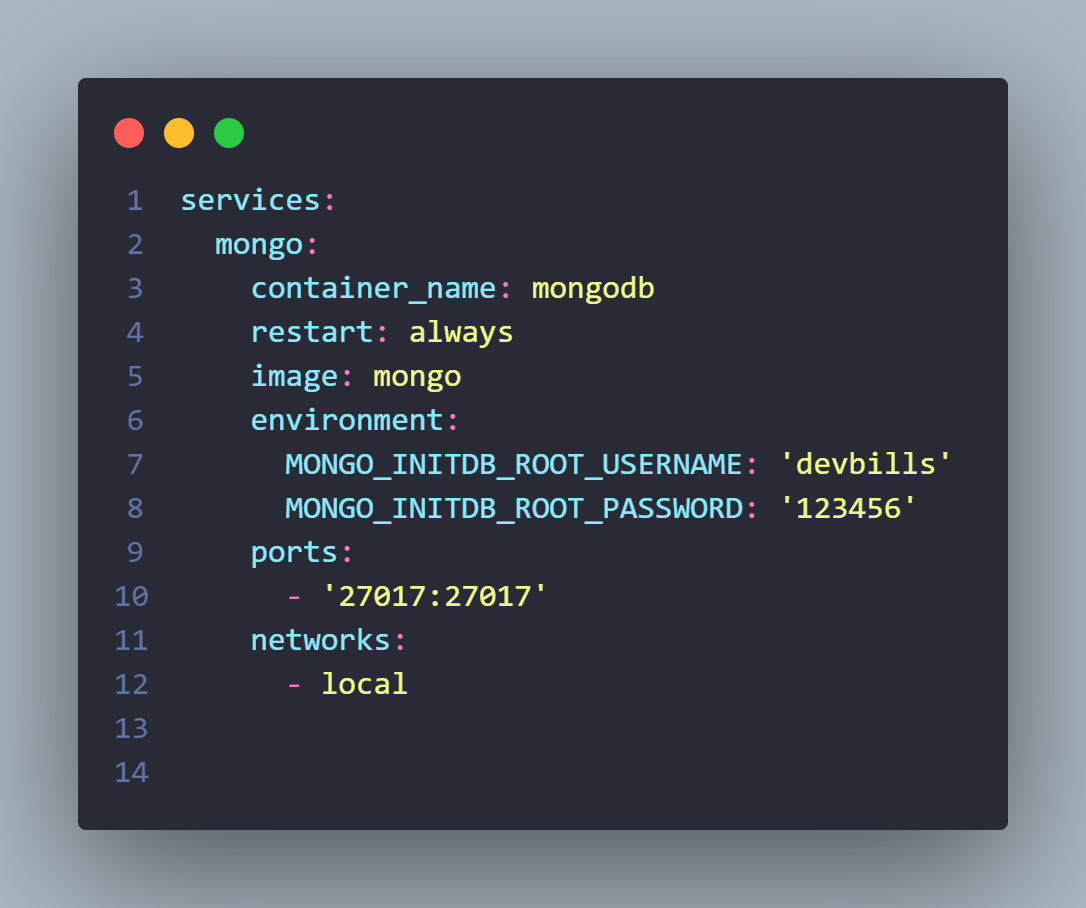 1 services:
2   mongo:
3     container_name: mongodb
4     restart: always
5     image: mongo
6     environment:
7       MONGO_INITDB_ROOT_USERNAME: 'devbills'
8       MONGO_INITDB_ROOT_PASSWORD: '123456'
9     ports:
10       - '27017:27017'
11     networks:
12       - local
13
14